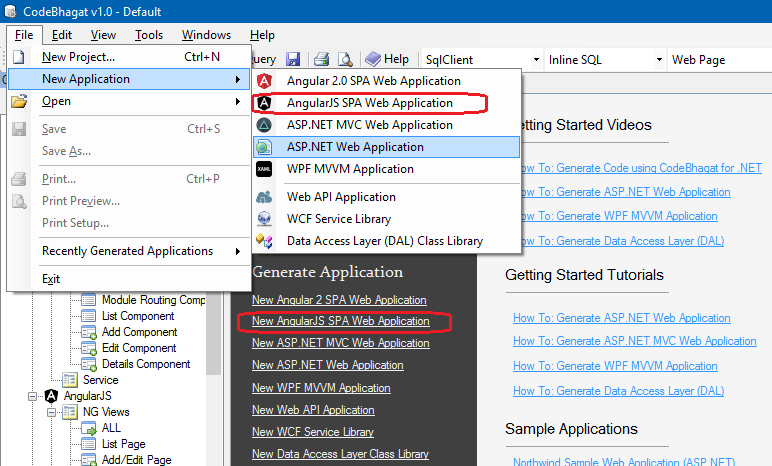 CodeBhagat v1.0 - Default
File Edit View Tools Windows Help
New Project... Ctrl+N
New Application
Open
Save Ctrl+S
Save As...
Print... Ctrl+P
Print Preview...
Print Setup...
Recently Generated Applications
Exit
Help SqlClient Inline SQL Web Page
Angular 2.0 SPA Web Application
AngularJS SPA Web Application
ASP.NET MVC Web Application
ASP.NET Web Application
XAML WPF MVVM Application
Web API Application
WCF Service Library
Data Access Layer (DAL) Class Library
Module Routing Comp
List Component
Add Component
Edit Component
Details Component
Service
AngularJS
NG Views
ALL
List Page
Add/Edit Page
Generate Application
New Angular 2 SPA Web Application
New AngularJS SPA Web Application
New ASP.NET MVC Web Application
New ASP.NET Web Application
New WPF MVVM Application
New Web API Application
New WCF Service Library
New Data Access Layer Class Library
etting Started Videos
How To: Generate Code using CodeBhagat for .NET
How To: Generate ASP.NET Web Application
How To: Generate WPF MVVM Application
How To: Generate Data Access Layer (DAL)
Getting Started Tutorials
How To: Generate ASP.NET Web Application
How To: Generate ASP.NET MVC Web Application
How To: Generate WPF MVVM Application
How To: Generate Data Access Layer (DAL)
Sample Applications
Northwind Sample Web Application (ASP.NET)